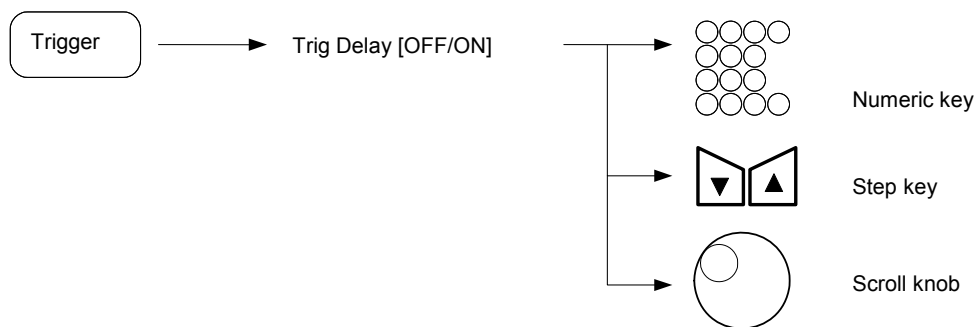 Trigger
Trig Delay [OFF/ON]
Numeric key
Step key
Scroll knob